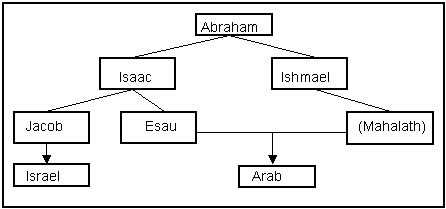 Abraham
Isaac
Ishmael
Jacob
Esau
(Mahalath)
Israel
Arab